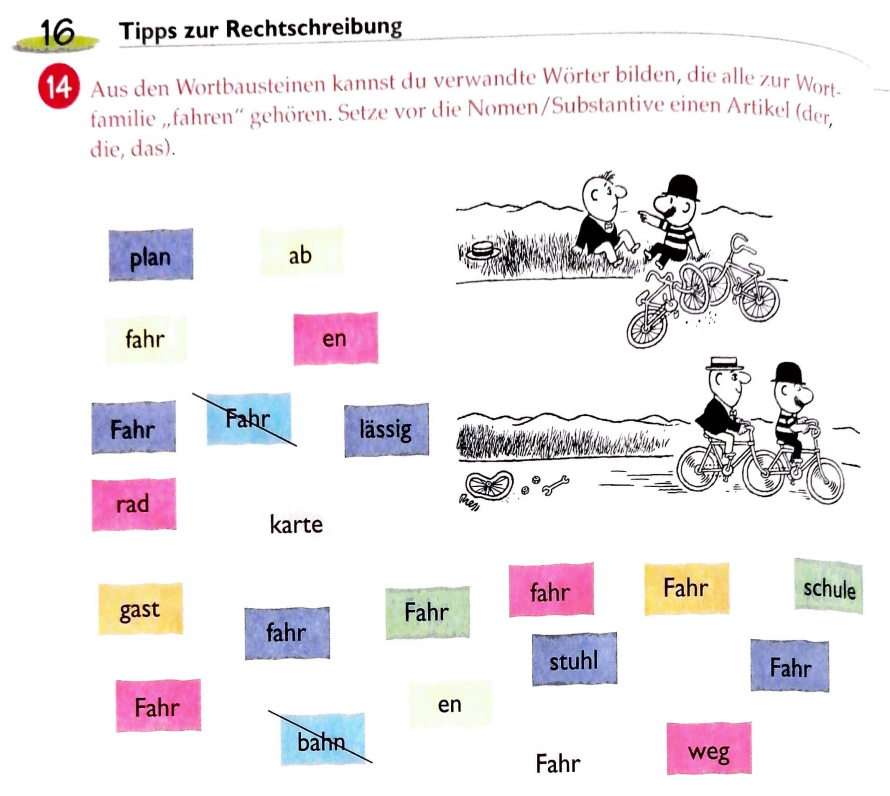 16 Tipps zur Rechtschreibung
14 Aus den Wortbausteinen kannst du verwandte Wörter bilden, die alle zur Wort-
familie „fahren“ gehören. Setze vor die Nomen/Substantive einen Artikel (der,
die, das).
plan ab
fahr en
Fahr Fahr lässig
rad karte
gast fahr Fahr fahr Fahr schule
stuhl Fahr
Fahr bahn en Fahr weg